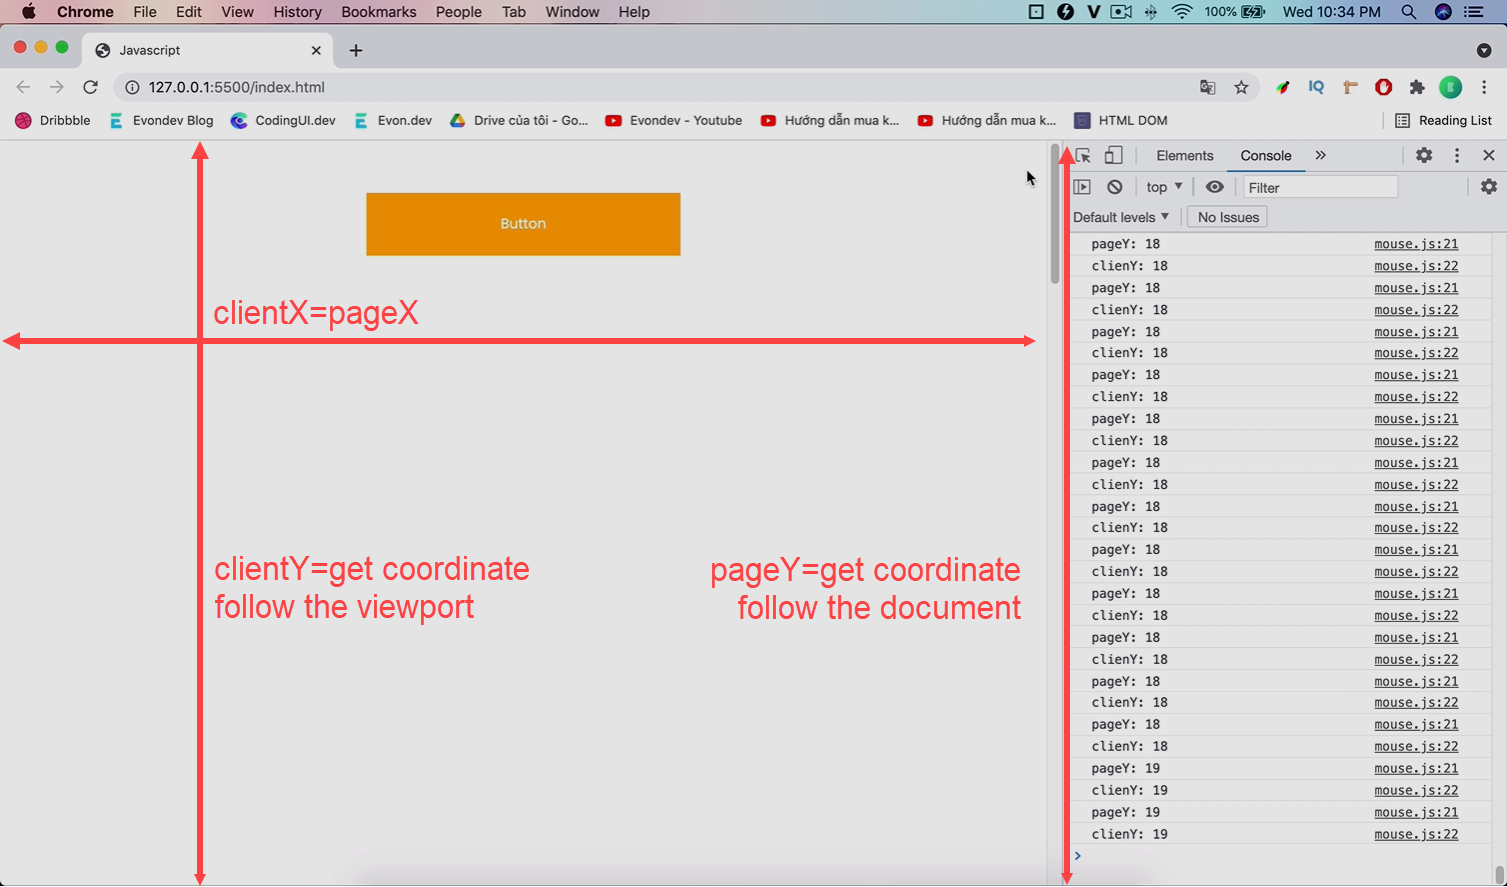 Chrome File Edit View History Bookmarks People Tab Window Help 100% Wed 10:34 PM
Javascript
127.0.0.1:5500/index.html
Dribbble Evondev Blog CodingUI.dev Evon.dev Drive của tôi - Go... Evondev - Youtube Hướng dẫn mua k... Hướng dẫn mua k... HTML DOM Reading List
Elements Console
top Filter
Default levels No Issues
Button
clientX=pageX
clientY=get coordinate
follow the viewport
pageY=get coordinate
follow the document
pageY: 18 mouse.js:21
clienY: 18 mouse.js:22
pageY: 18 mouse.js:21
clienY: 18 mouse.js:22
pageY: 18 mouse.js:21
clienY: 18 mouse.js:22
pageY: 18 mouse.js:21
clienY: 18 mouse.js:22
pageY: 18 mouse.js:21
clienY: 18 mouse.js:22
pageY: 18 mouse.js:21
clienY: 18 mouse.js:22
pageY: 18 mouse.js:21
clienY: 18 mouse.js:22
pageY: 18 mouse.js:21
clienY: 18 mouse.js:22
pageY: 18 mouse.js:21
clienY: 18 mouse.js:22
pageY: 18 mouse.js:21
clienY: 18 mouse.js:22
pageY: 18 mouse.js:21
clienY: 18 mouse.js:22
pageY: 18 mouse.js:21
clienY: 18 mouse.js:22
pageY: 19 mouse.js:21
clienY: 19 mouse.js:22
pageY: 19 mouse.js:21
clienY: 19 mouse.js:22